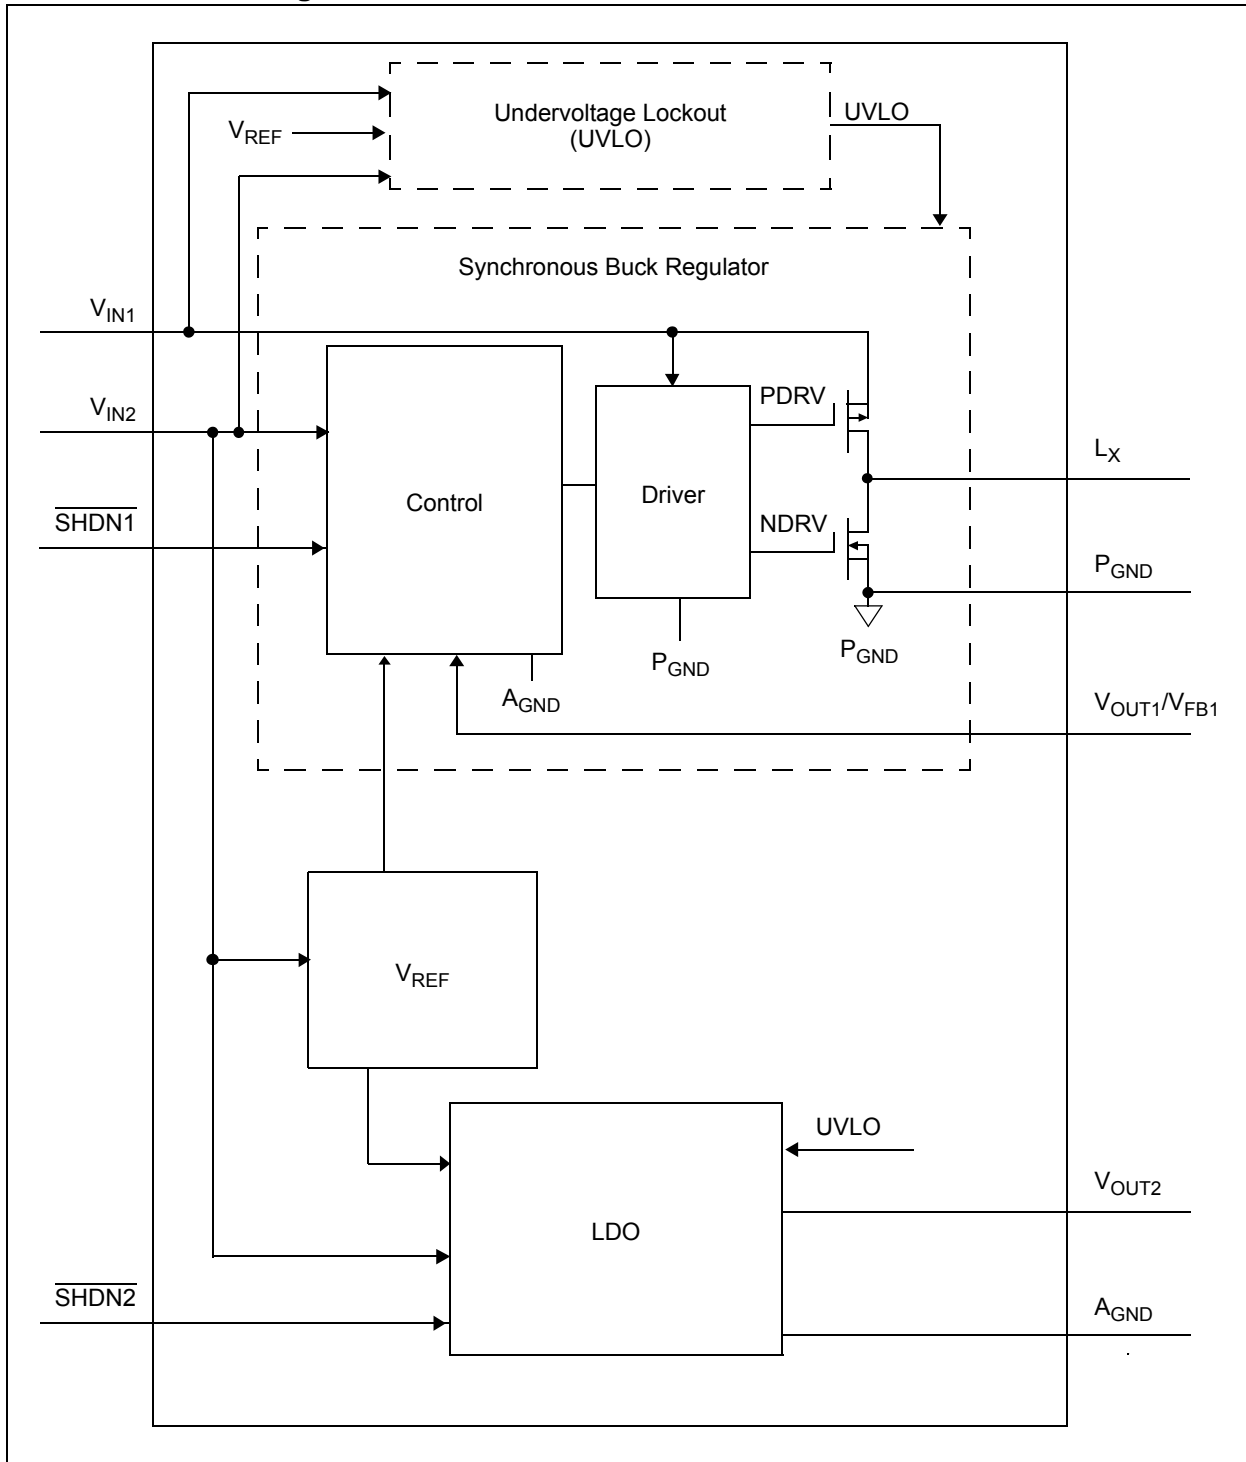 Undervoltage Lockout
(UVLO)
UVLO
VREF
Synchronous Buck Regulator
VIN1
VIN2
PDRV
LX
Control
Driver
SHDN1
NDRV
PGND
PGND
PGND
AGND
VOUT1/VFB1
VREF
UVLO
VOUT2
LDO
SHDN2
AGND